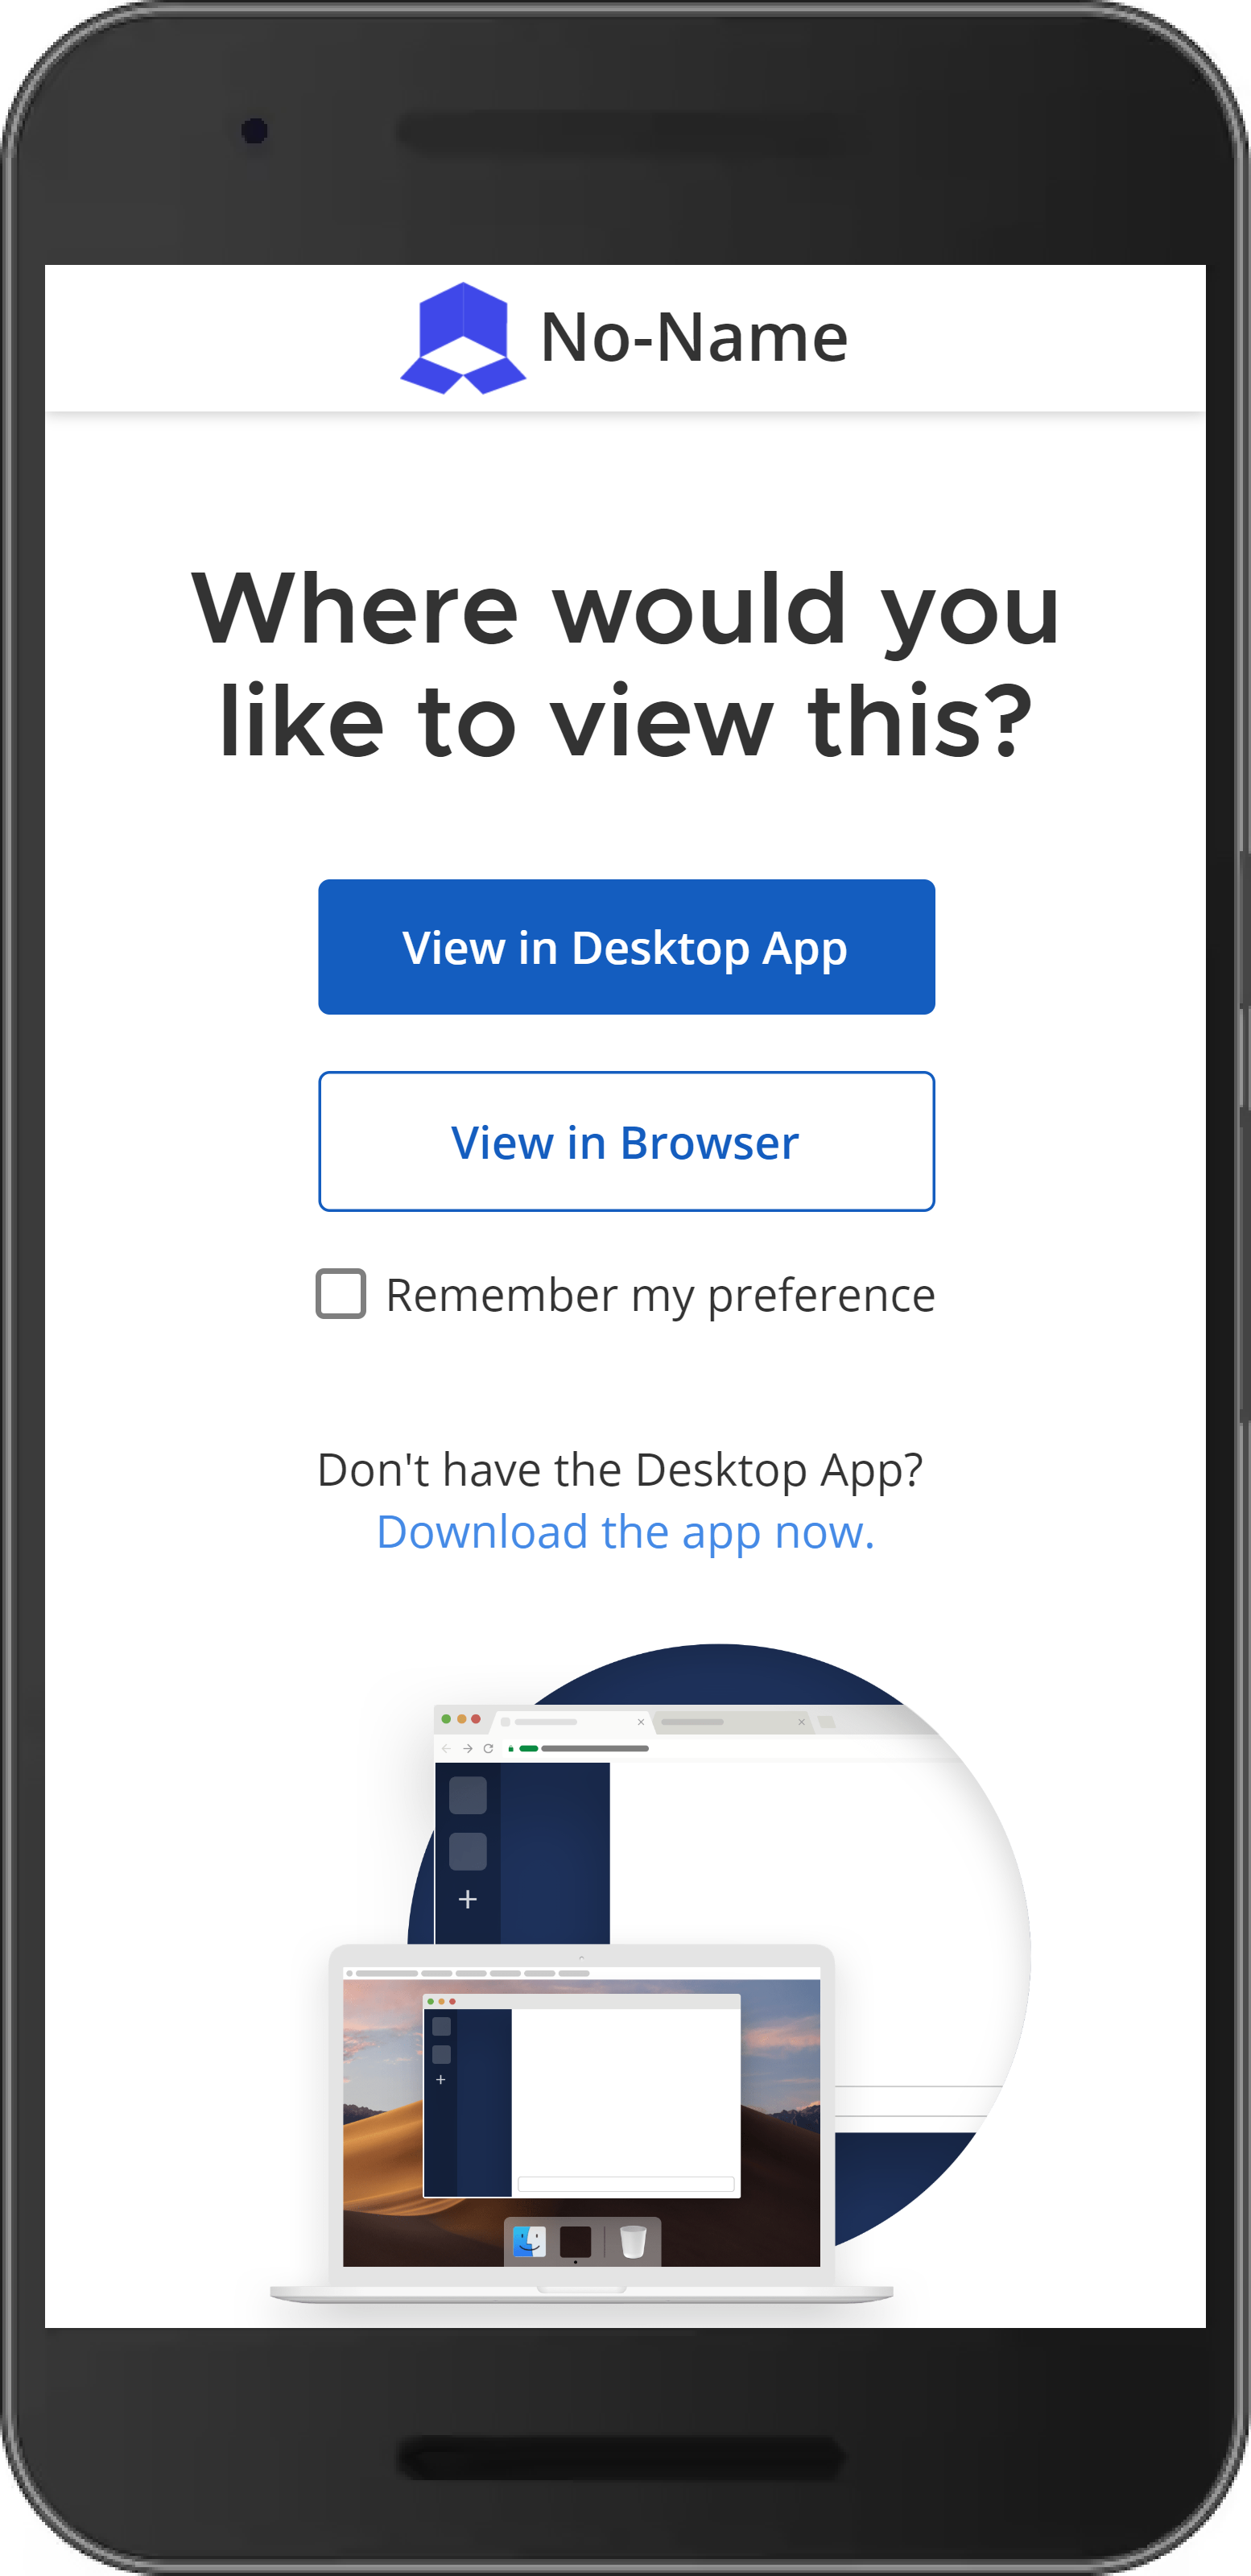 No-Name
Where would you
like to view this?
View in Desktop App
View in Browser
Remember my preference
Don't have the Desktop App?
Download the app now.